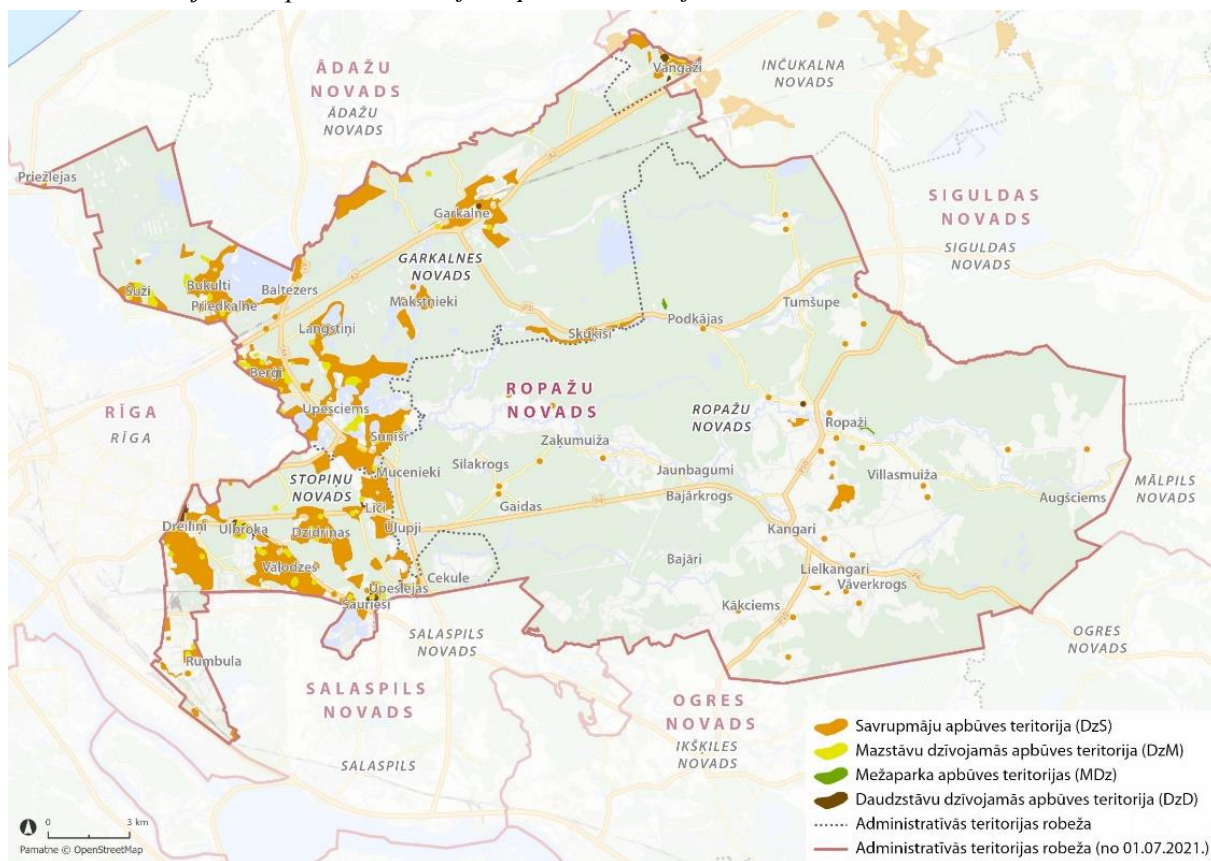 ĀDAŽU
NOVADS
ĀDAŽU
NOVADS
Vangaži
INČUKALNA
NOVADS
Priežlejas
SIGULDAS
NOVADS
SIGULDAS
NOVADS
Garkalne
GARKALNES
NOVADS
Suži
Bukulti
Priedkalne
Baltezers
Makstnieki
Langstiņi
Skuķīši
Podkājas
Tumšupe
Berģi
RĪGA
RĪGA
Upesciems
Sunīši
ROPAŽU
NOVADS
ROPAŽU
NOVADS
Ropaži
Zaķumuiža
Silakrogs
Mucenieki
Jaunbagumi
Villasmuiža
STOPIŅU
NOVADS
Gaidas
Bajārkrogs
Augšciems
MĀLPILS
NOVADS
Dreiliņi
Ulbroka
Dzidriņas
Līči
Uļupji
Kangari
Valodzes
Bajāri
Cekule
Upeslejas
Saurieši
Lielkangari
Vāverkrogs
Kākciems
SALASPILS
NOVADS
OGRES
NOVADS
Rumbula
SALASPILS
NOVADS
OGRES
NOVADS
IKŠĶILES
NOVADS
SALASPILS
Savrupmāju apbūves teritorija (DzS)
Mazstāvu dzīvojamās apbūves teritorija (DzM)
Mežaparka apbūves teritorijas (MDz)
Daudzstāvu dzīvojamās apbūves teritorija (DzD)
Administratīvās teritorijas robeža
Administratīvās teritorijas robeža (no 01.07.2021.)
0 3 km
Pamatne © OpenStreetMap